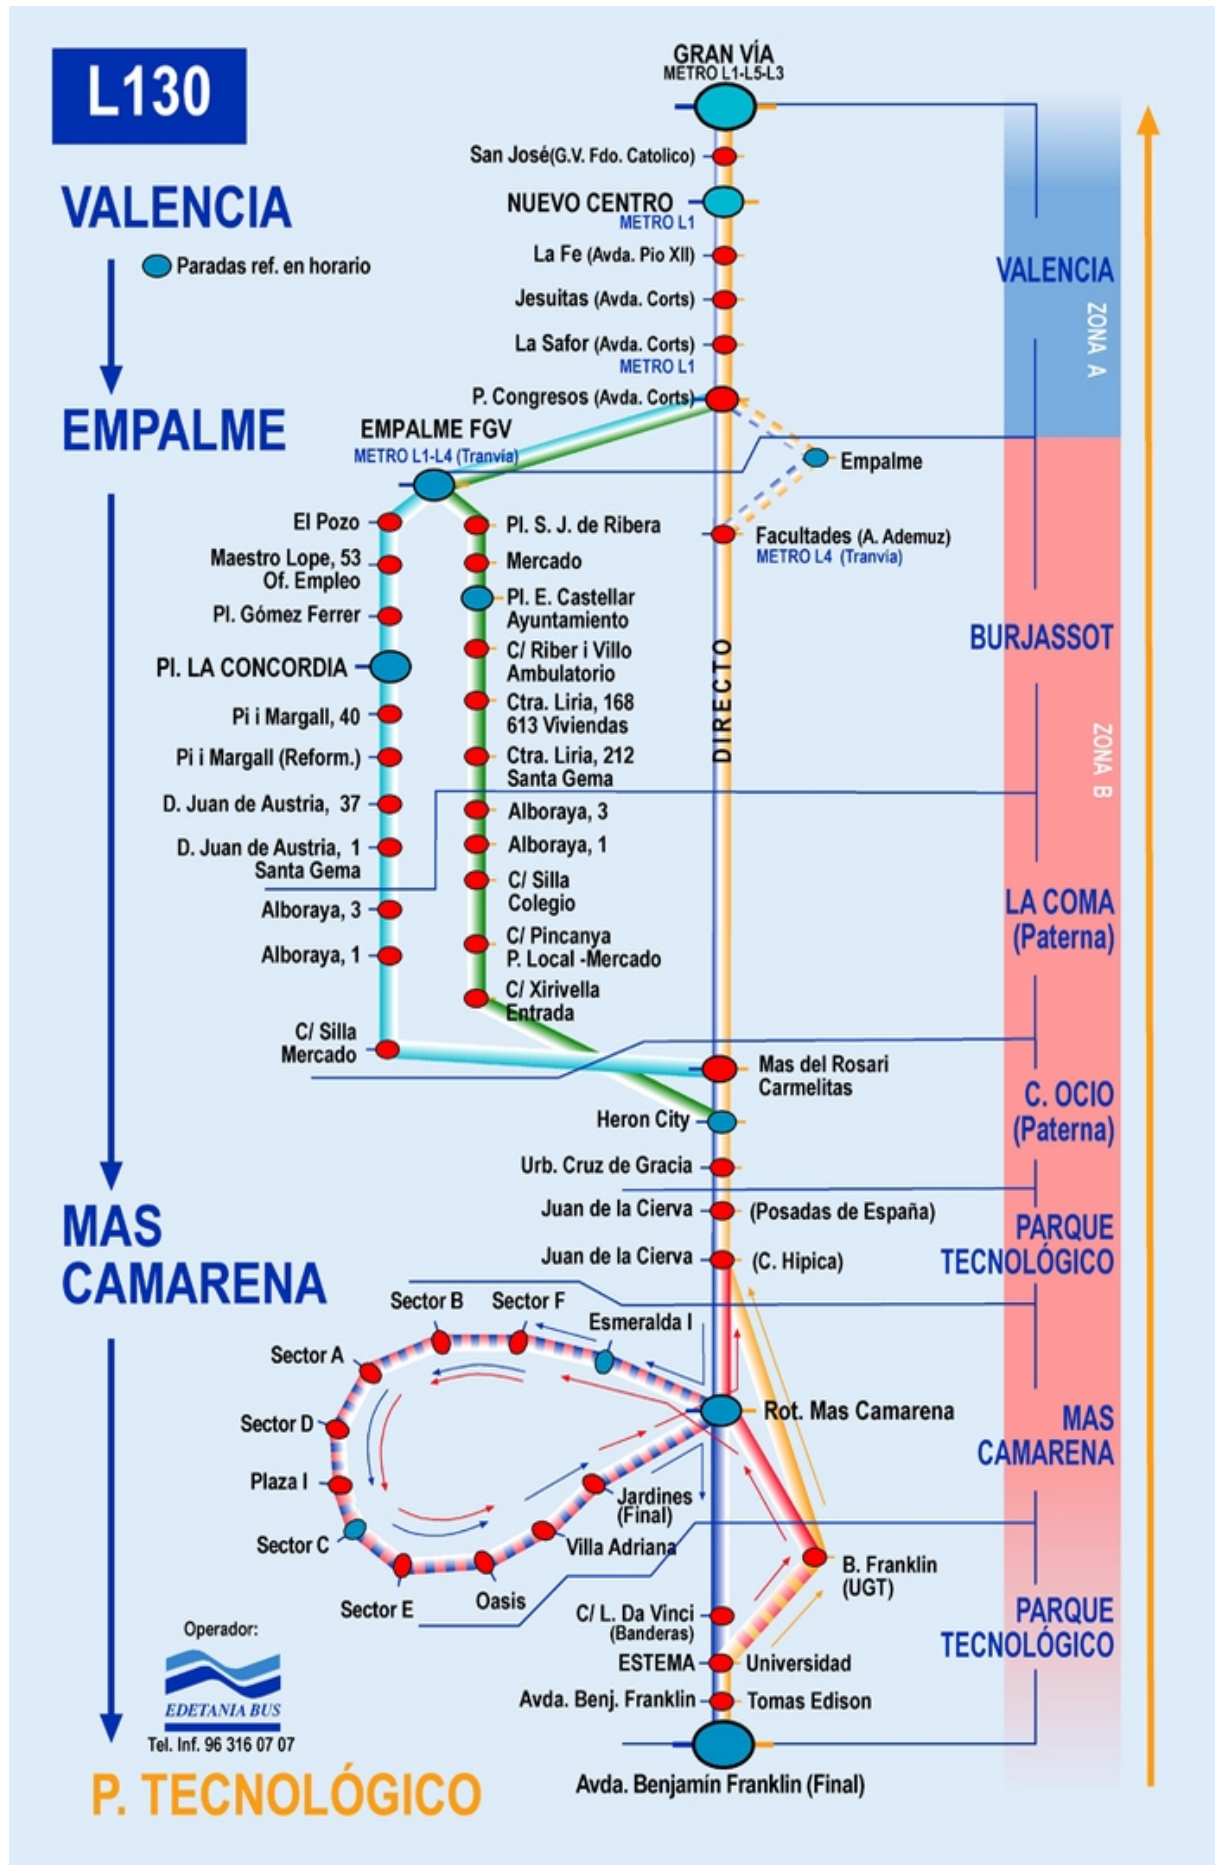 L130
VALENCIA
Paradas ref. en horario
EMPALME
MAS
CAMARENA
P. TECNOLÓGICO
GRAN VÍA
METRO L1-L5-L3
San José(G.V. Fdo. Catolico)
NUEVO CENTRO
METRO L1
La Fe (Avda. Pio XII)
Jesuitas (Avda. Corts)
La Safor (Avda. Corts)
METRO L1
P. Congresos (Avda. Corts)
EMPALME FGV
METRO L1-L4 (Tranvía)
Empalme
Facultades (A. Ademuz)
METRO L4 (Tranvía)
El Pozo
Maestro Lope, 53
Of. Empleo
Pl. Gómez Ferrer
Pl. LA CONCORDIA
Pi i Margall, 40
Pi i Margall (Reform.)
D. Juan de Austria, 37
D. Juan de Austria, 1
Santa Gema
Alboraya, 3
Alboraya, 1
C/ Silla
Mercado
Pl. S. J. de Ribera
Mercado
Pl. E. Castellar
Ayuntamiento
C/ Riber i Villo
Ambulatorio
Ctra. Liria, 168
613 Viviendas
Ctra. Liria, 212
Santa Gema
Alboraya, 3
Alboraya, 1
C/ Silla
Colegio
C/ Pincanya
P. Local -Mercado
C/ Xirivella
Entrada
DIRECTO
Mas del Rosari
Carmelitas
Heron City
Urb. Cruz de Gracia
Juan de la Cierva (Posadas de España)
Juan de la Cierva (C. Hipica)
Sector B
Sector F
Esmeralda I
Sector A
Sector D
Plaza I
Sector C
Sector E
Oasis
Villa Adriana
Jardines
(Final)
Rot. Mas Camarena
B. Franklin
(UGT)
C/ L. Da Vinci
(Banderas)
ESTEMA Universidad
Avda. Benj. Franklin Tomas Edison
Avda. Benjamín Franklin (Final)
Operador:
EDETANIA BUS
Tel. Inf. 96 316 07 07
VALENCIA
ZONA A
BURJASSOT
ZONA B
LA COMA
(Paterna)
C. OCIO
(Paterna)
PARQUE
TECNOLÓGICO
MAS
CAMARENA
PARQUE
TECNOLÓGICO